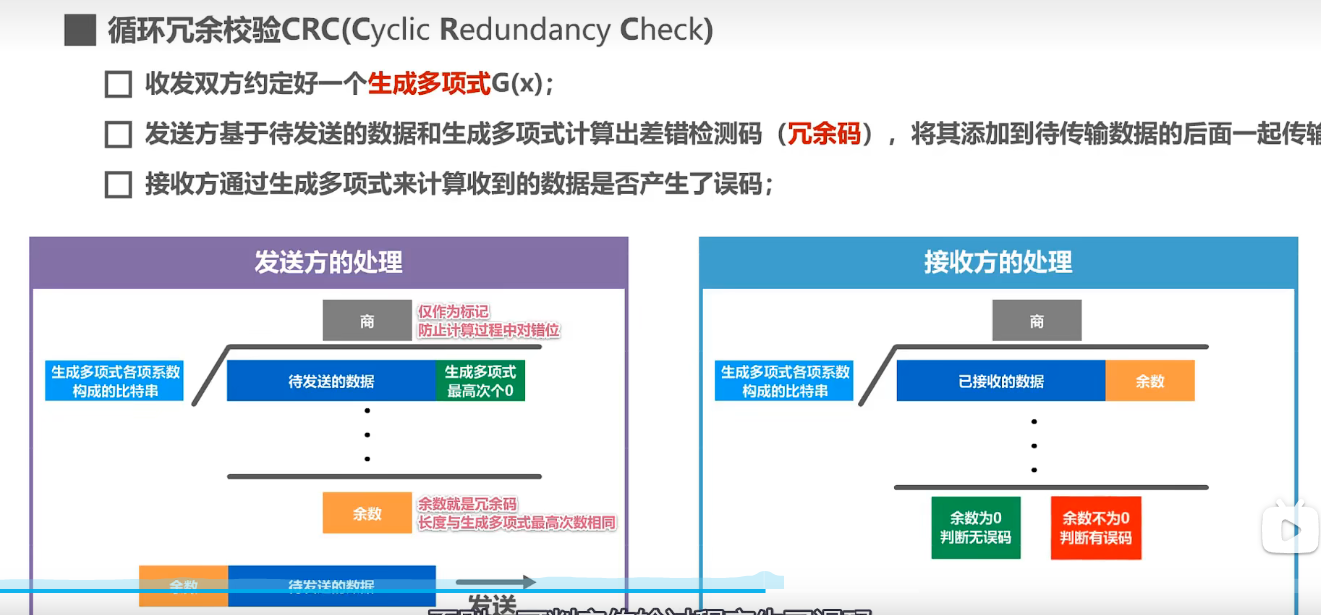 循环冗余校验CRC(Cyclic Redundancy Check)
收发双方约定好一个生成多项式G(x);
发送方基于待发送的数据和生成多项式计算出差错检测码（冗余码），将其添加到待传输数据的后面一起传输
接收方通过生成多项式来计算收到的数据是否产生了误码;
发送方的处理
商
仅作为标记
防止计算过程中对错位
生成多项式各项系数
构成的比特串
待发送的数据
生成多项式
最高次个0
余数
余数就是冗余码
长度与生成多项式最高次数相同
余数
待发送的数据
发送
接收方的处理
商
生成多项式各项系数
构成的比特串
已接收的数据
余数
余数为0
判断无误码
余数不为0
判断有误码